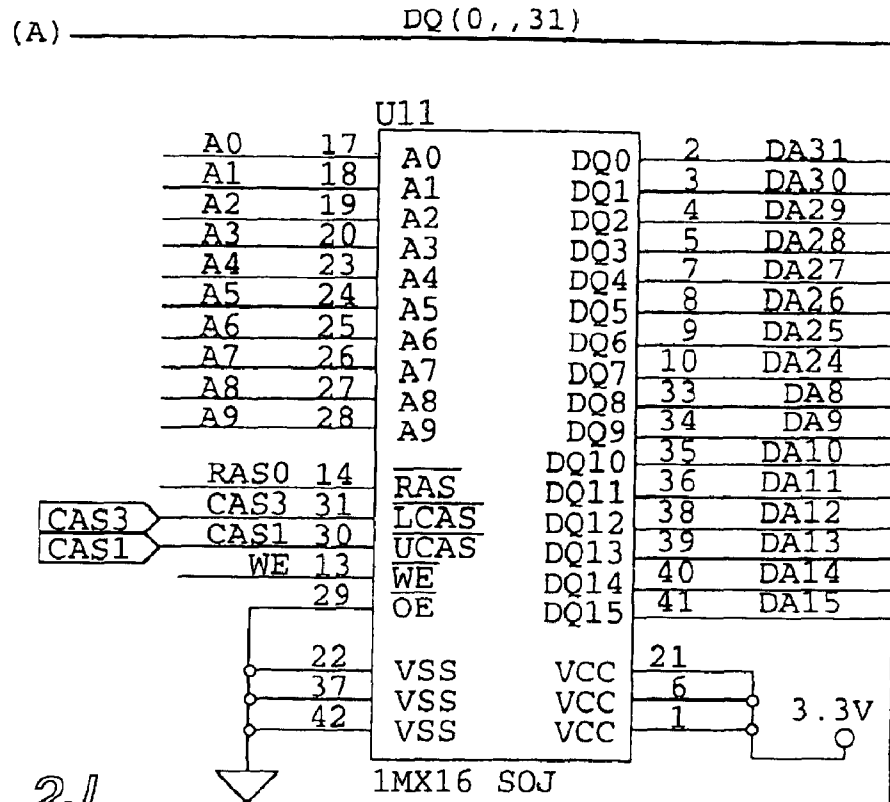 (A) DQ(0,,31)
U11
A0 17 A0 DQ0 2 DA31
A1 18 A1 DQ1 3 DA30
A2 19 A2 DQ2 4 DA29
A3 20 A3 DQ3 5 DA28
A4 23 A4 DQ4 7 DA27
A5 24 A5 DQ5 8 DA26
A6 25 A6 DQ6 9 DA25
A7 26 A7 DQ7 10 DA24
A8 27 A8 DQ8 33 DA8
A9 28 A9 DQ9 34 DA9
DQ10 35 DA10
RAS0 14 RAS DQ11 36 DA11
CAS3 CAS3 31 LCAS DQ12 38 DA12
CAS1 CAS1 30 UCAS DQ13 39 DA13
WE 13 WE DQ14 40 DA14
29 OE DQ15 41 DA15
22 VSS VCC 21
37 VSS VCC 6
42 VSS VCC 1 3.3V
1MX16 SOJ